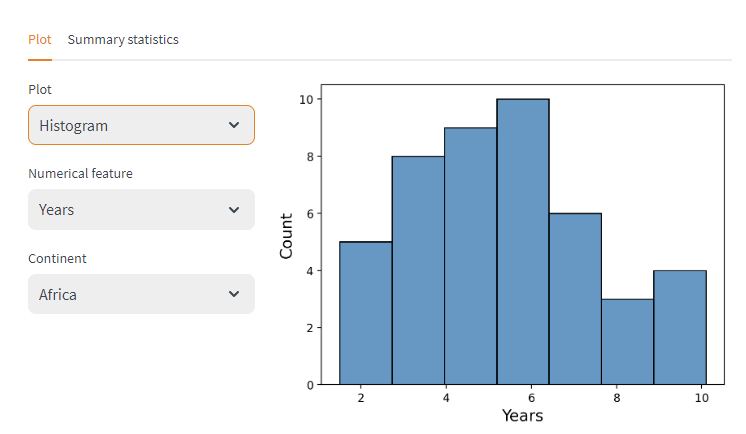 Plot Summary statistics
Plot
Histogram
Numerical feature
Years
Continent
Africa
10
8
6
4
2
0
Count
2 4 6 8 10
Years